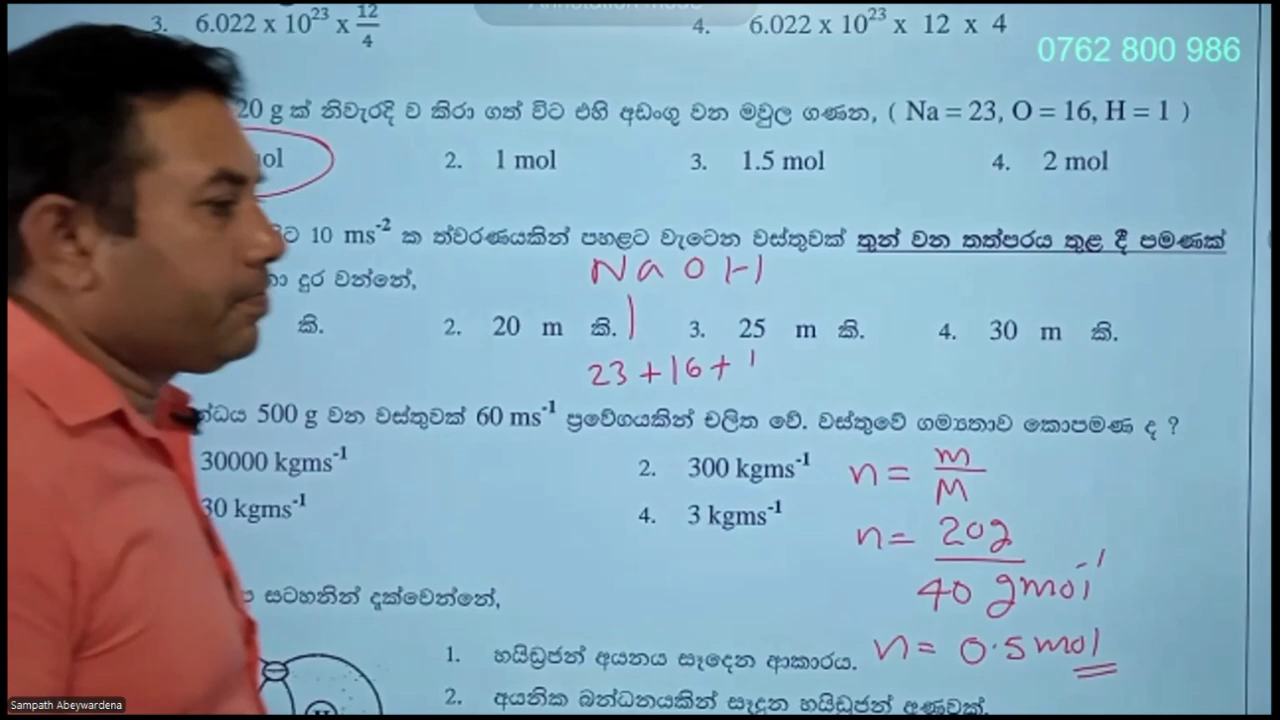 3. 6.022 x 10²³ x 12/4 4. 6.022 x 10²³ x 12 x 4
0762 800 986
20 g ක් නිවැරදි ව කිරා ගත් විට එහි අඩංගු වන මවුල ගණන, ( Na = 23, O = 16, H = 1 )
2. 1 mol 3. 1.5 mol 4. 2 mol
10 ms⁻² ක ත්වරණයකින් පහළට වැටෙන වස්තුවක් තුන් වන තත්පරය තුළ දී පමණක්
දුර වන්නේ,
NaOH
කි. 2. 20 m කි. 3. 25 m කි. 4. 30 m කි.
23 + 16 + 1
500 g වන වස්තුවක් 60 ms⁻¹ ප්‍රවේගයකින් චලිත වේ. වස්තුවේ ගම්‍යතාව කොපමණ ද ?
30000 kgms⁻¹ 2. 300 kgms⁻¹
30 kgms⁻¹ 4. 3 kgms⁻¹
n = m/M
n = 20g / 40 gmol⁻¹
n = 0.5 mol
සටහනින් දැක්වෙන්නේ,
1. හයිඩ්‍රජන් අයනය සෑදෙන ආකාරය.
2. අයනික බන්ධනයකින් සෑදුන හයිඩ්‍රජන් අණුවක්.
H
Sampath Abeywardena